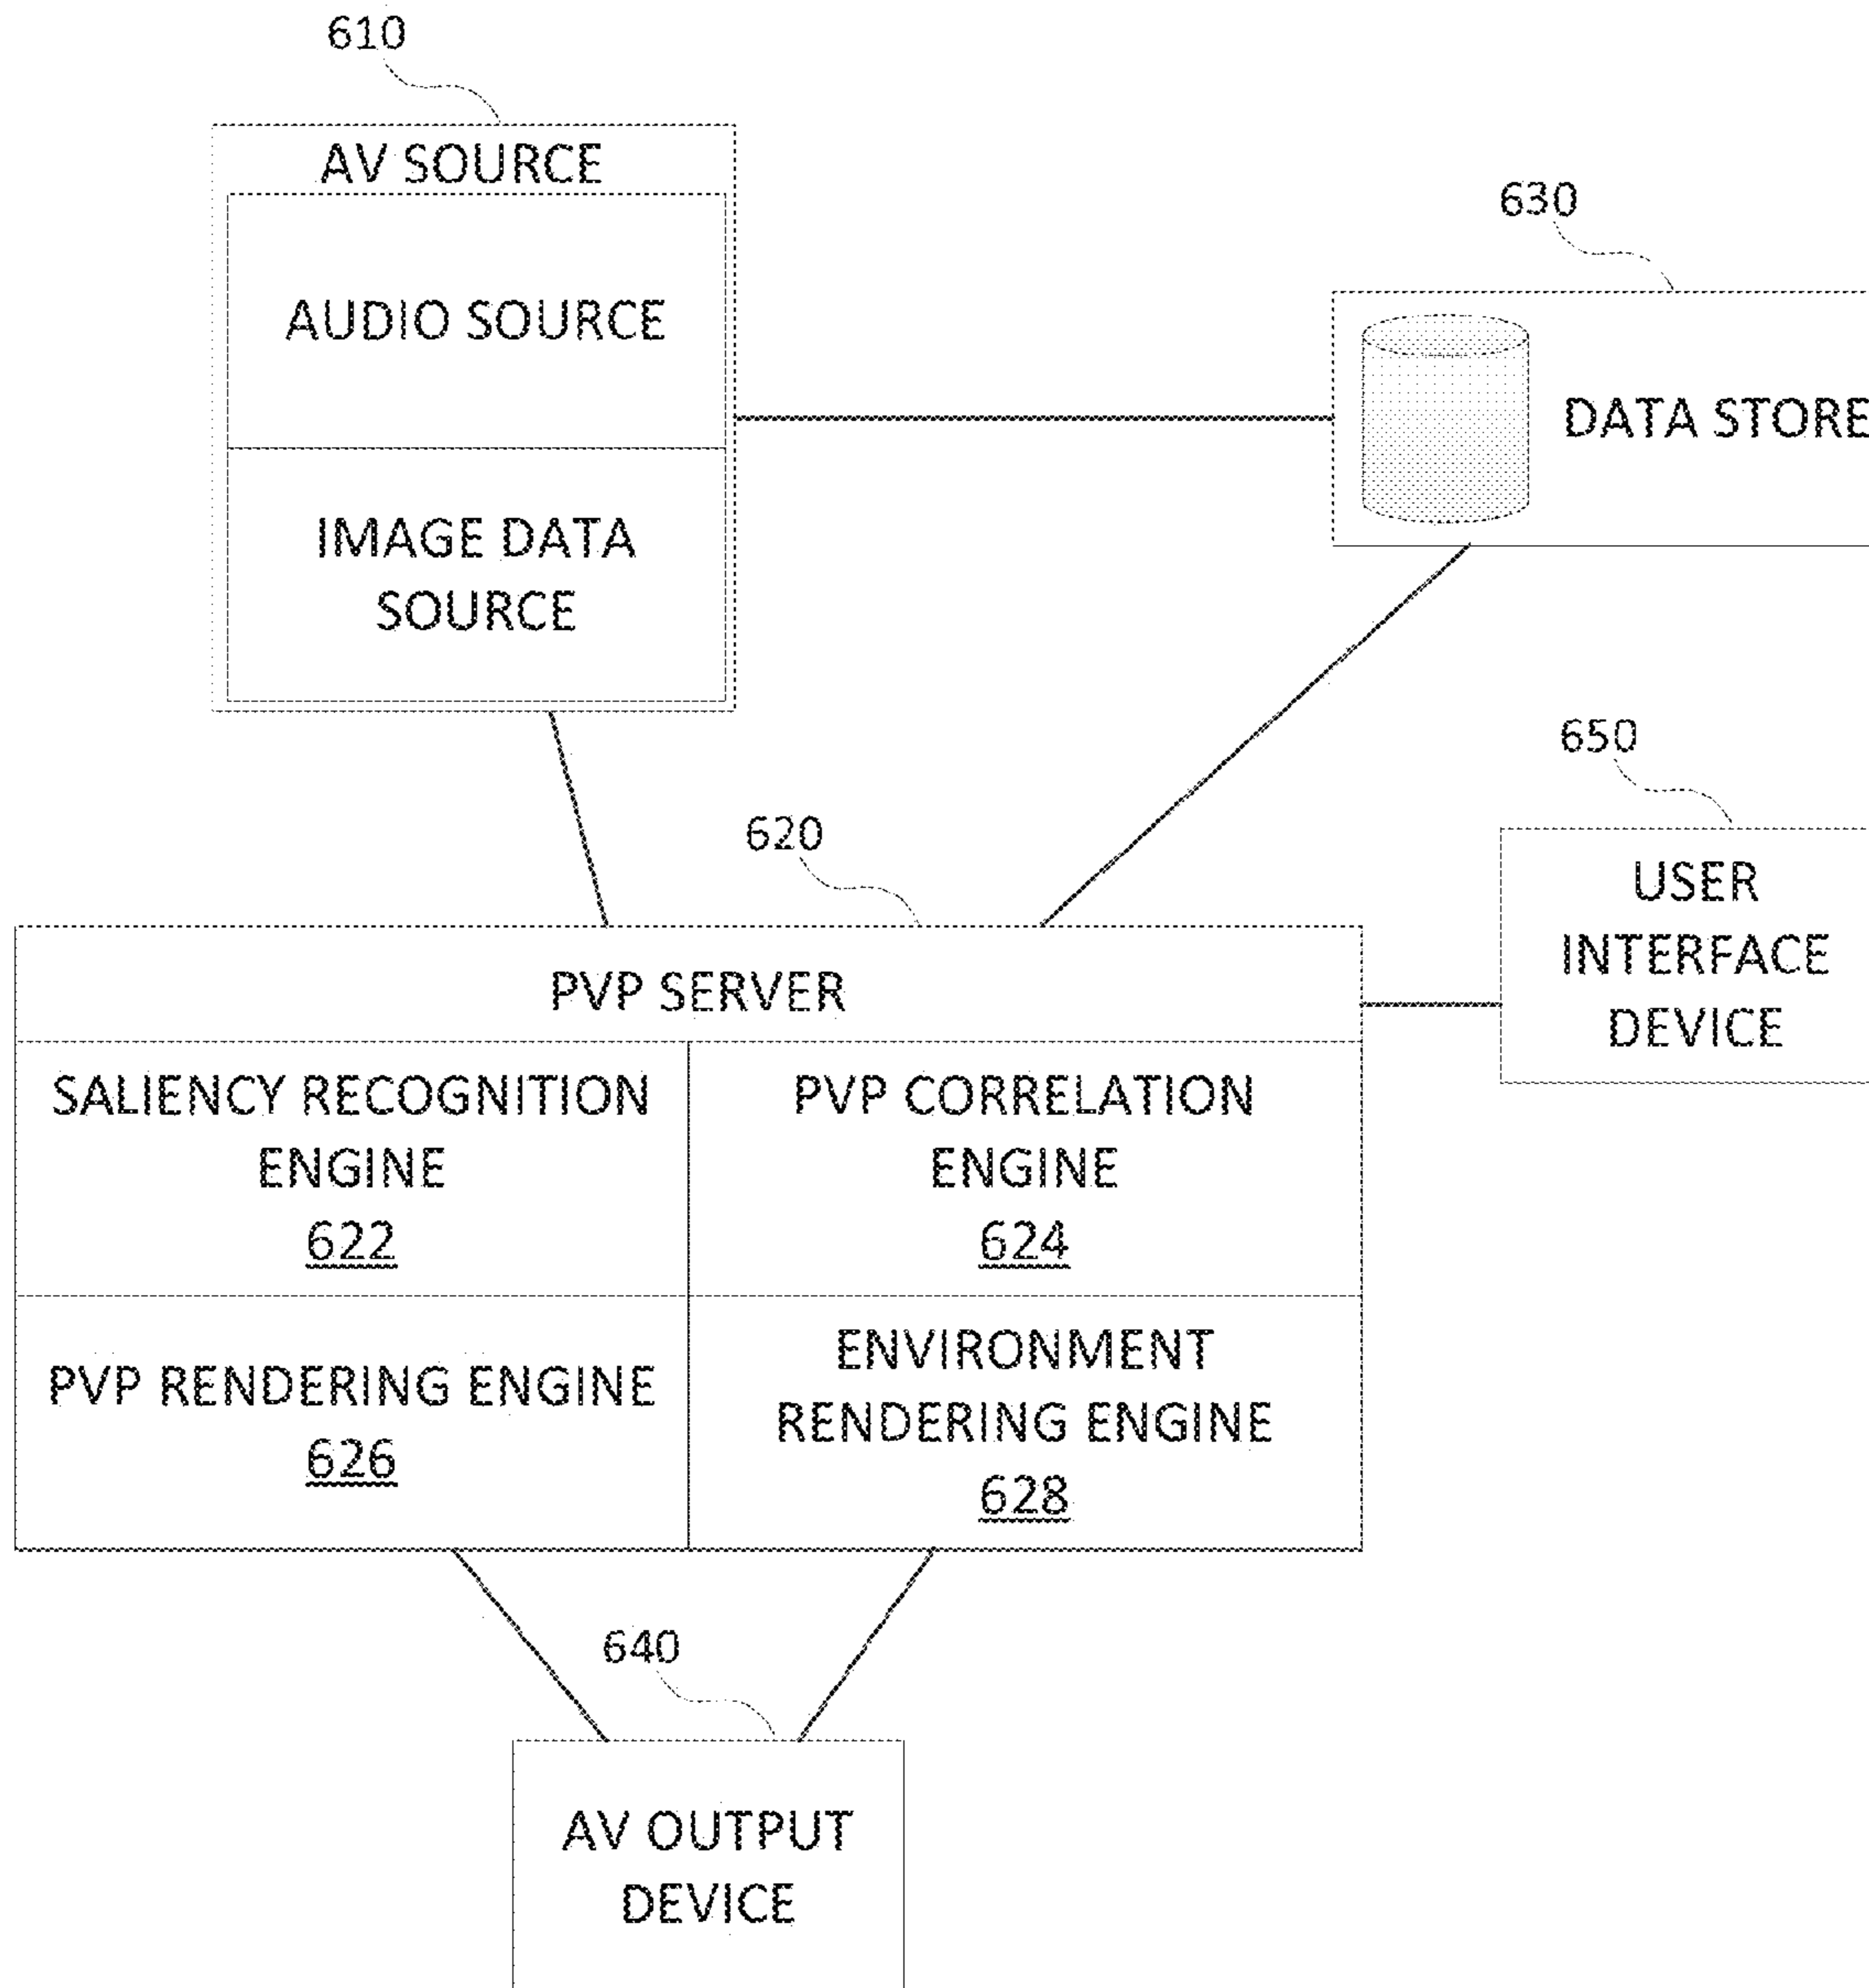 610
AV SOURCE
AUDIO SOURCE
IMAGE DATA
SOURCE
630
DATA STORE
650
USER
INTERFACE
DEVICE
620
PVP SERVER
SALIENCY RECOGNITION
ENGINE
622
PVP CORRELATION
ENGINE
624
PVP RENDERING ENGINE
626
ENVIRONMENT
RENDERING ENGINE
628
640
AV OUTPUT
DEVICE